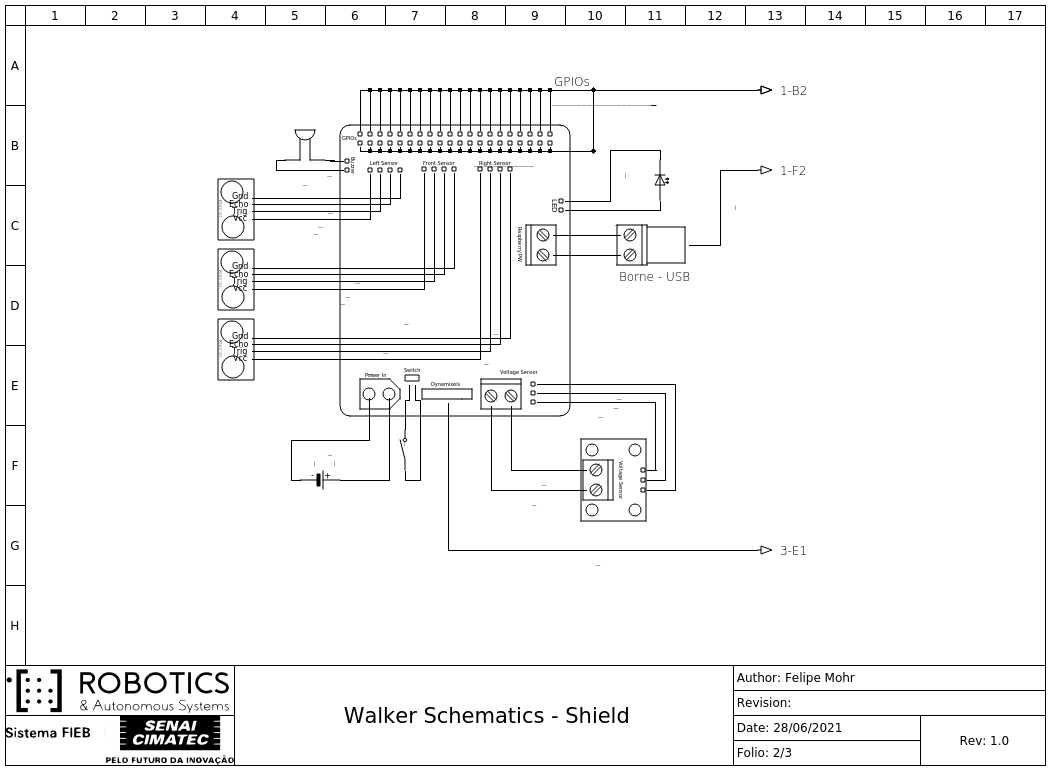 1 2 3 4 5 6 7 8 9 10 11 12 13 14 15 16 17
A
GPIOs
1-B2
B
GPIOs
Buzzer
Left Sensor
Front Sensor
Right Sensor
1-F2
C
Gnd
Echo
Trig
Vcc
LED
RaspberryPW
D
Gnd
Echo
Trig
Vcc
Borne - USB
E
Gnd
Echo
Trig
Vcc
Power In
Switch
Dynamixels
Voltage Sensor
F
- +
Voltage Sensor
G
3-E1
H
ROBOTICS
& Autonomous Systems
Sistema FIEB
SENAI
CIMATEC
PELO FUTURO DA INOVAÇÃO
Walker Schematics - Shield
Author: Felipe Mohr
Revision:
Date: 28/06/2021
Folio: 2/3
Rev: 1.0